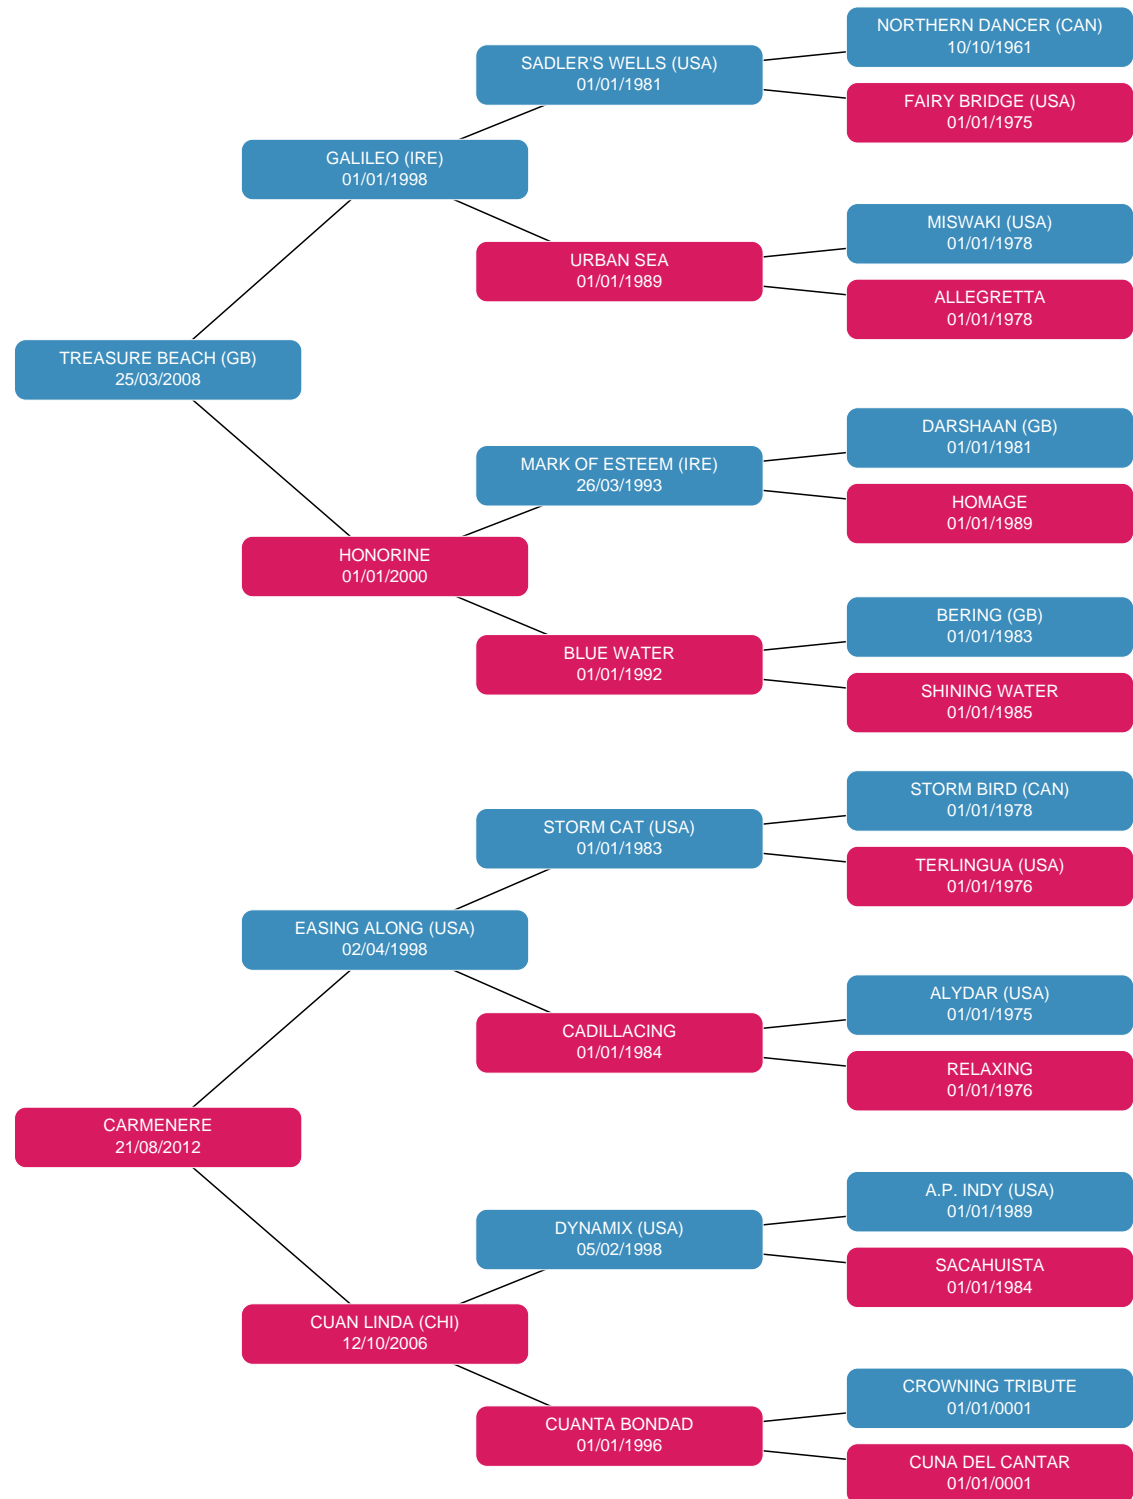 NORTHERN DANCER (CAN)
10/10/1961
SADLER'S WELLS (USA)
01/01/1981
FAIRY BRIDGE (USA)
01/01/1975
GALILEO (IRE)
01/01/1998
MISWAKI (USA)
01/01/1978
URBAN SEA
01/01/1989
ALLEGRETTA
01/01/1978
TREASURE BEACH (GB)
25/03/2008
DARSHAAN (GB)
01/01/1981
MARK OF ESTEEM (IRE)
26/03/1993
HOMAGE
01/01/1989
HONORINE
01/01/2000
BERING (GB)
01/01/1983
BLUE WATER
01/01/1992
SHINING WATER
01/01/1985
STORM BIRD (CAN)
01/01/1978
STORM CAT (USA)
01/01/1983
TERLINGUA (USA)
01/01/1976
EASING ALONG (USA)
02/04/1998
ALYDAR (USA)
01/01/1975
CADILLACING
01/01/1984
RELAXING
01/01/1976
CARMENERE
21/08/2012
A.P. INDY (USA)
01/01/1989
DYNAMIX (USA)
05/02/1998
SACAHUISTA
01/01/1984
CUAN LINDA (CHI)
12/10/2006
CROWNING TRIBUTE
01/01/0001
CUANTA BONDAD
01/01/1996
CUNA DEL CANTAR
01/01/0001